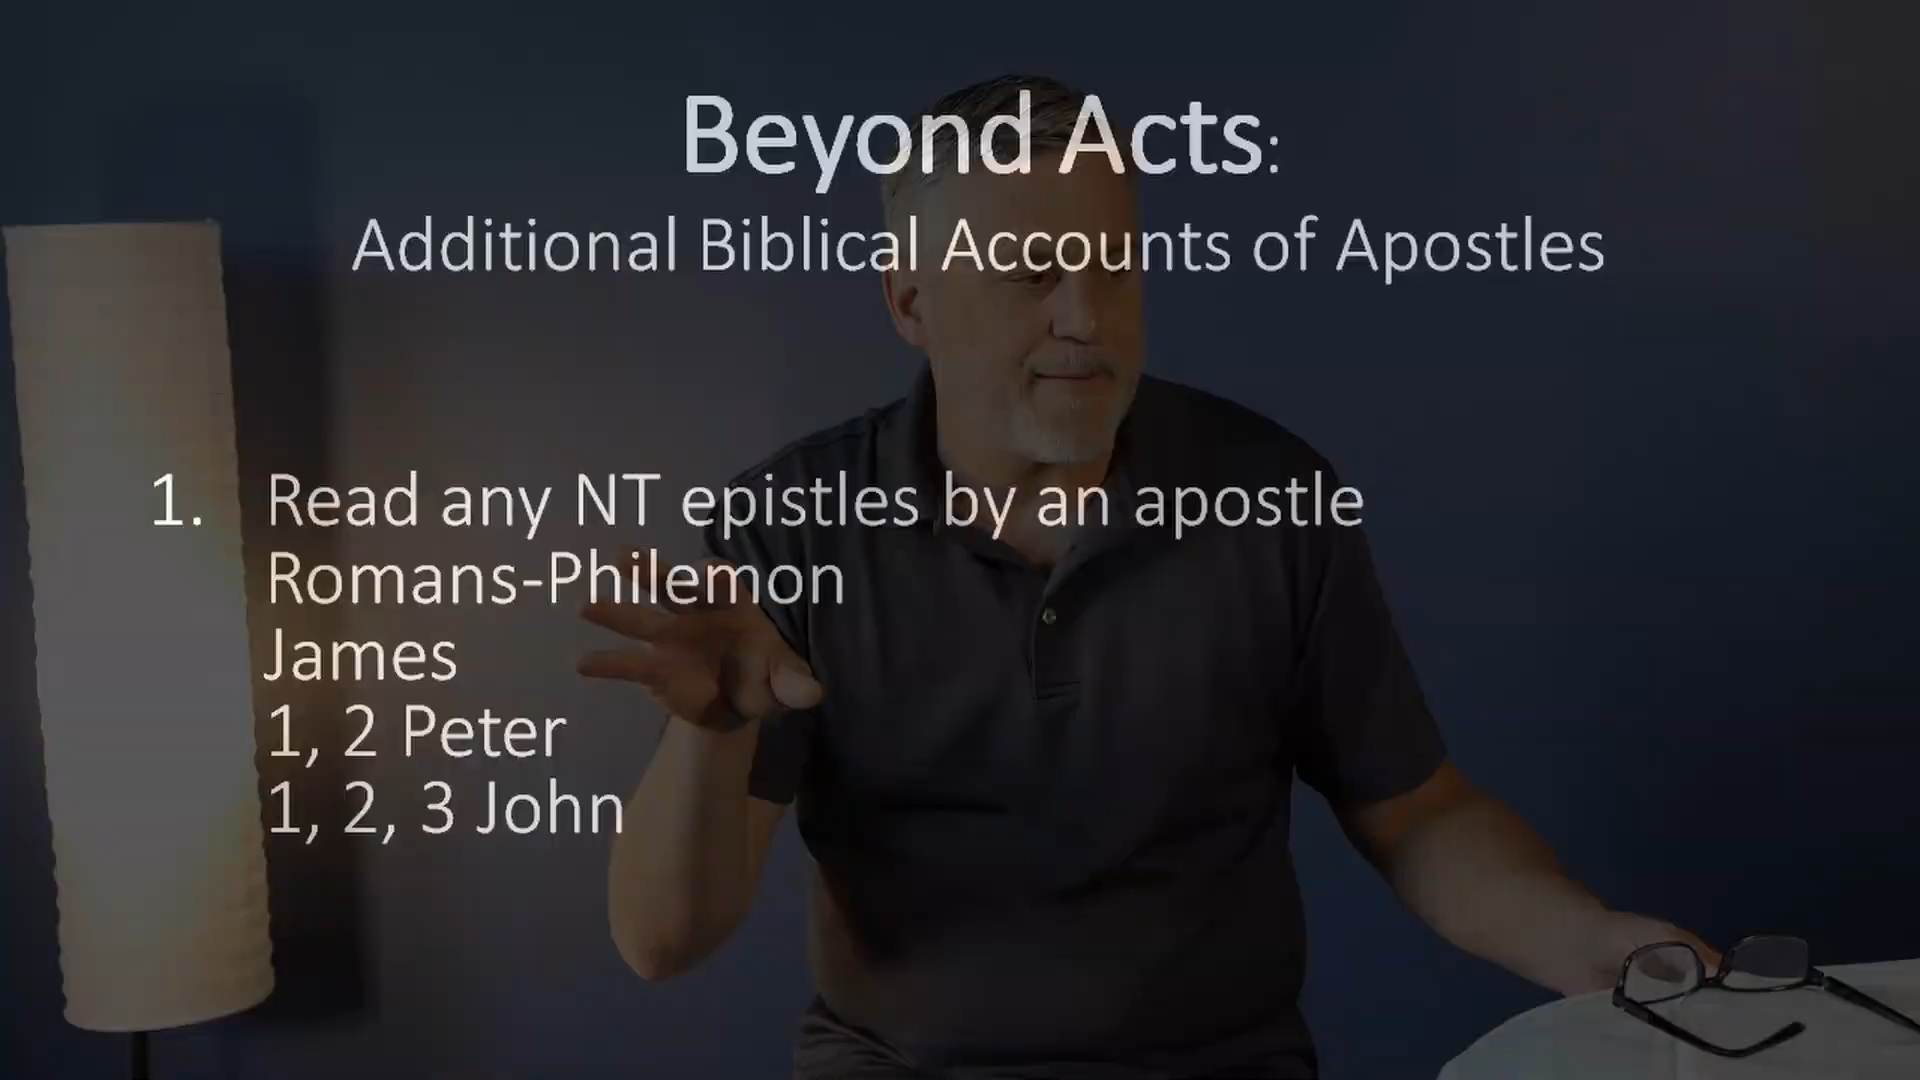 Beyond Acts:
Additional Biblical Accounts of Apostles
1. Read any NT epistles by an apostle
Romans-Philemon
James
1, 2 Peter
1, 2, 3 John